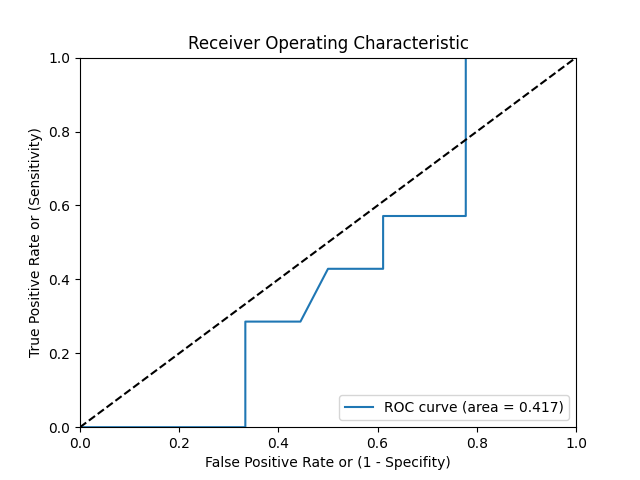 Receiver Operating Characteristic
1.0
0.8
0.6
0.4
0.2
0.0
True Positive Rate or (Sensitivity)
ROC curve (area = 0.417)
0.0 0.2 0.4 0.6 0.8 1.0
False Positive Rate or (1 - Specifity)